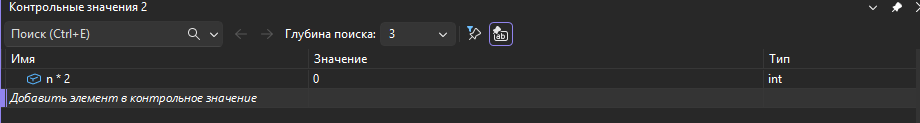 Контрольные значения 2
Поиск (Ctrl+E) Глубина поиска: 3
Имя Значение Тип
n * 2 0 int
Добавить элемент в контрольное значение